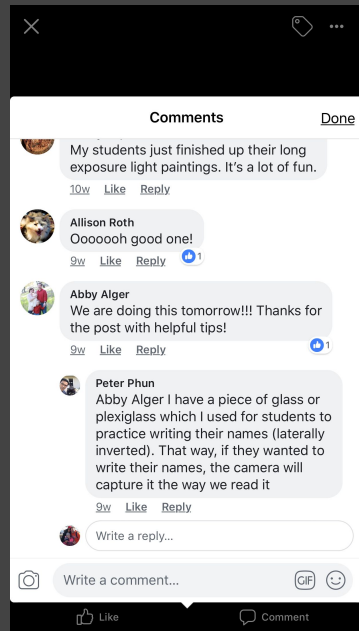 Comments
Done
My students just finished up their long
exposure light paintings. It's a lot of fun.
10w Like Reply
Allison Roth
Ooooooh good one!
9w Like Reply 1
Abby Alger
We are doing this tomorrow!!! Thanks for
the post with helpful tips!
9w Like Reply 1
Peter Phun
Abby Alger I have a piece of glass or
plexiglass which I used for students to
practice writing their names (laterally
inverted). That way, if they wanted to
write their names, the camera will
capture it the way we read it
9w Like Reply
Write a reply...
Write a comment... GIF
Like Comment